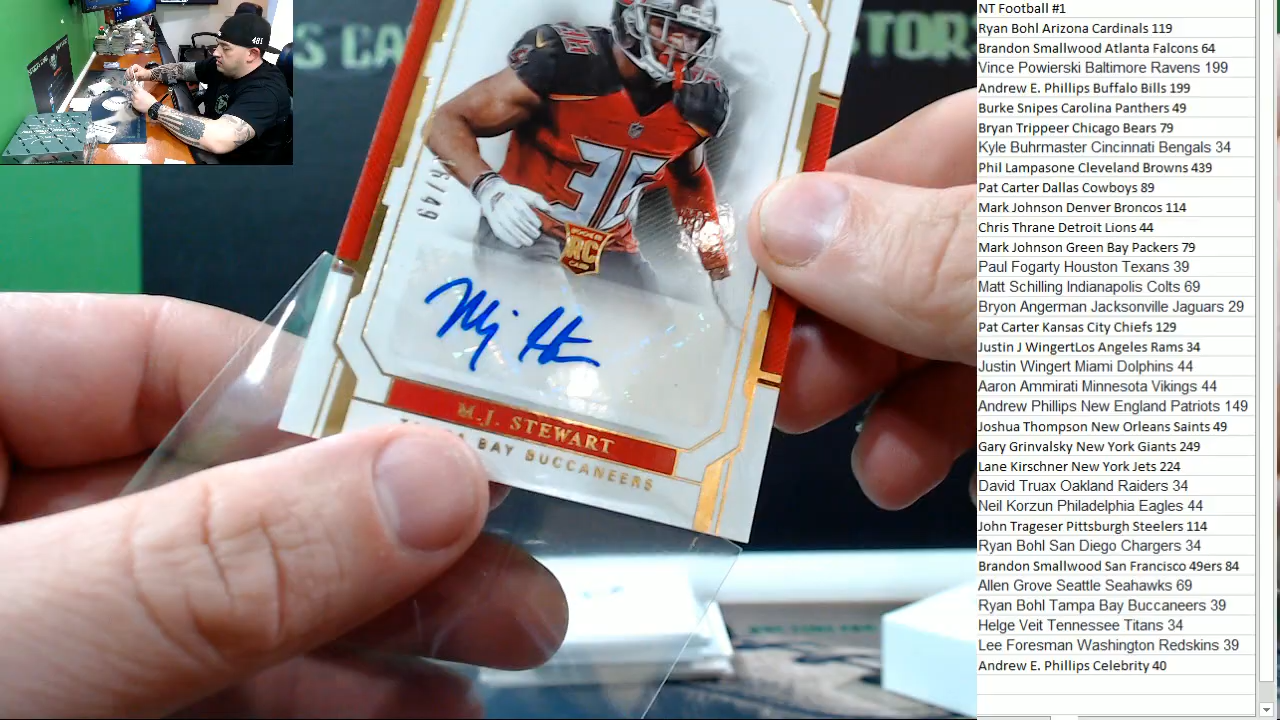 NT Football #1
Ryan Bohl Arizona Cardinals 119
Brandon Smallwood Atlanta Falcons 64
Vince Powierski Baltimore Ravens 199
Andrew E. Phillips Buffalo Bills 199
Burke Snipes Carolina Panthers 49
Bryan Trippeer Chicago Bears 79
Kyle Buhrmaster Cincinnati Bengals 34
Phil Lampasone Cleveland Browns 439
Pat Carter Dallas Cowboys 89
Mark Johnson Denver Broncos 114
Chris Thrane Detroit Lions 44
Mark Johnson Green Bay Packers 79
Paul Fogarty Houston Texans 39
Matt Schilling Indianapolis Colts 69
Bryon Angerman Jacksonville Jaguars 29
Pat Carter Kansas City Chiefs 129
Justin J WingertLos Angeles Rams 34
Justin Wingert Miami Dolphins 44
Aaron Ammirati Minnesota Vikings 44
Andrew Phillips New England Patriots 149
Joshua Thompson New Orleans Saints 49
Gary Grinvalsky New York Giants 249
Lane Kirschner New York Jets 224
David Truax Oakland Raiders 34
Neil Korzun Philadelphia Eagles 44
John Trageser Pittsburgh Steelers 114
Ryan Bohl San Diego Chargers 34
Brandon Smallwood San Francisco 49ers 84
Allen Grove Seattle Seahawks 69
Ryan Bohl Tampa Bay Buccaneers 39
Helge Veit Tennessee Titans 34
Lee Foresman Washington Redskins 39
Andrew E. Phillips Celebrity 40
36
RC
M.J. STEWART
BAY BUCCANEERS